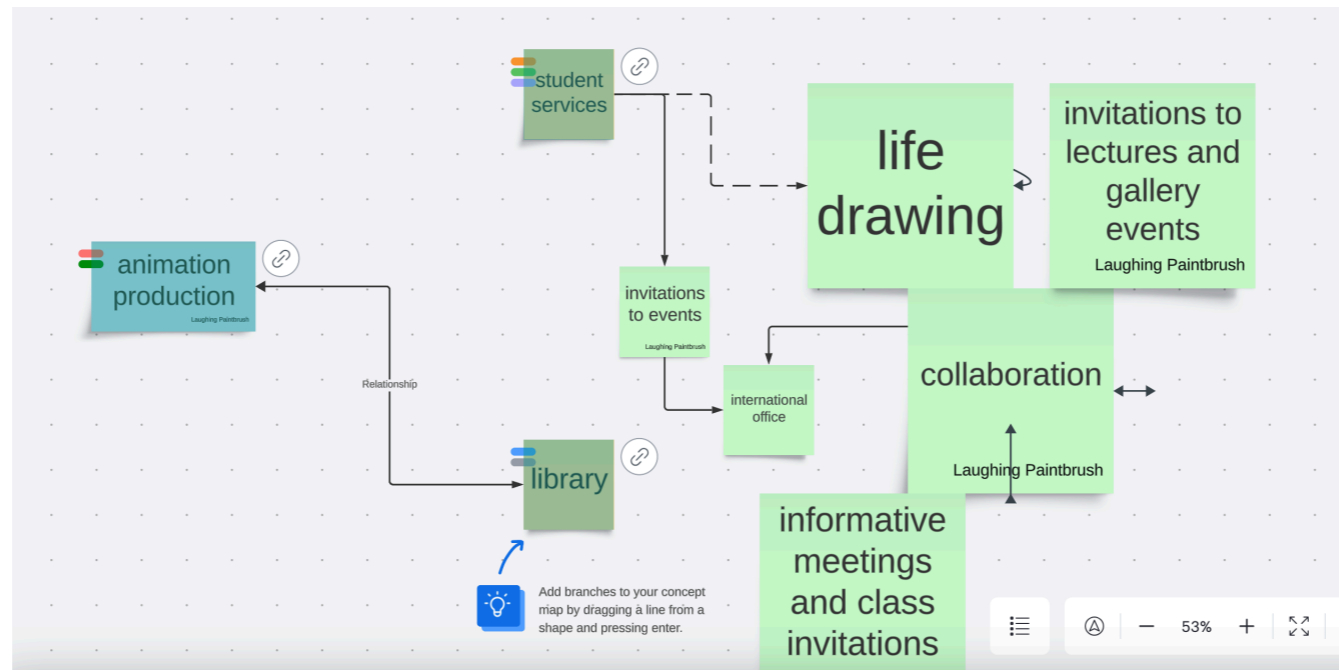 student
services
life
drawing
invitations to
lectures and
gallery
events
Laughing Paintbrush
animation
production
Laughing Paintbrush
invitations
to events
Laughing Paintbrush
Relationship
international
office
collaboration
Laughing Paintbrush
library
informative
meetings
and class
invitations
Add branches to your concept
map by dragging a line from a
shape and pressing enter.
53%